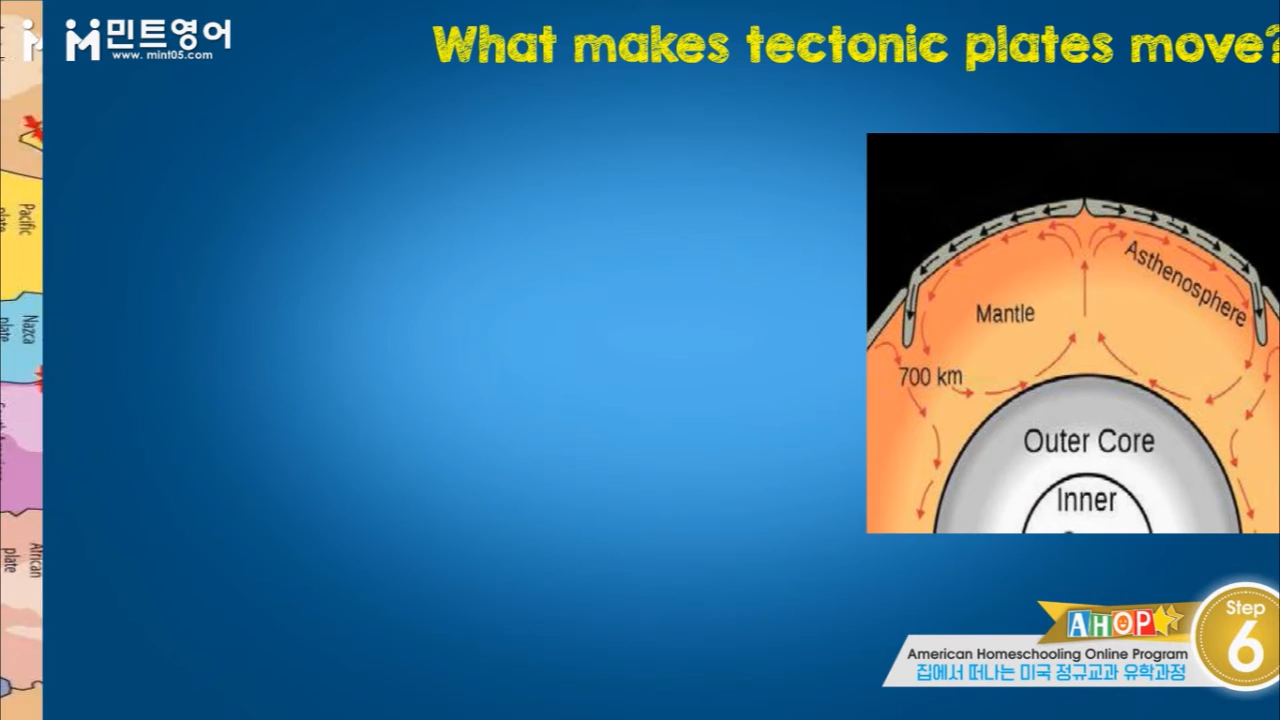 민트영어
www. mint05.com
What makes tectonic plates move?
Pacific
plate
Nazca
plate
African
plate
Asthenosphere
Mantle
700 km
Outer Core
Inner
AHOP
Step
6
American Homeschooling Online Program
집에서 떠나는 미국 정규교과 유학과정